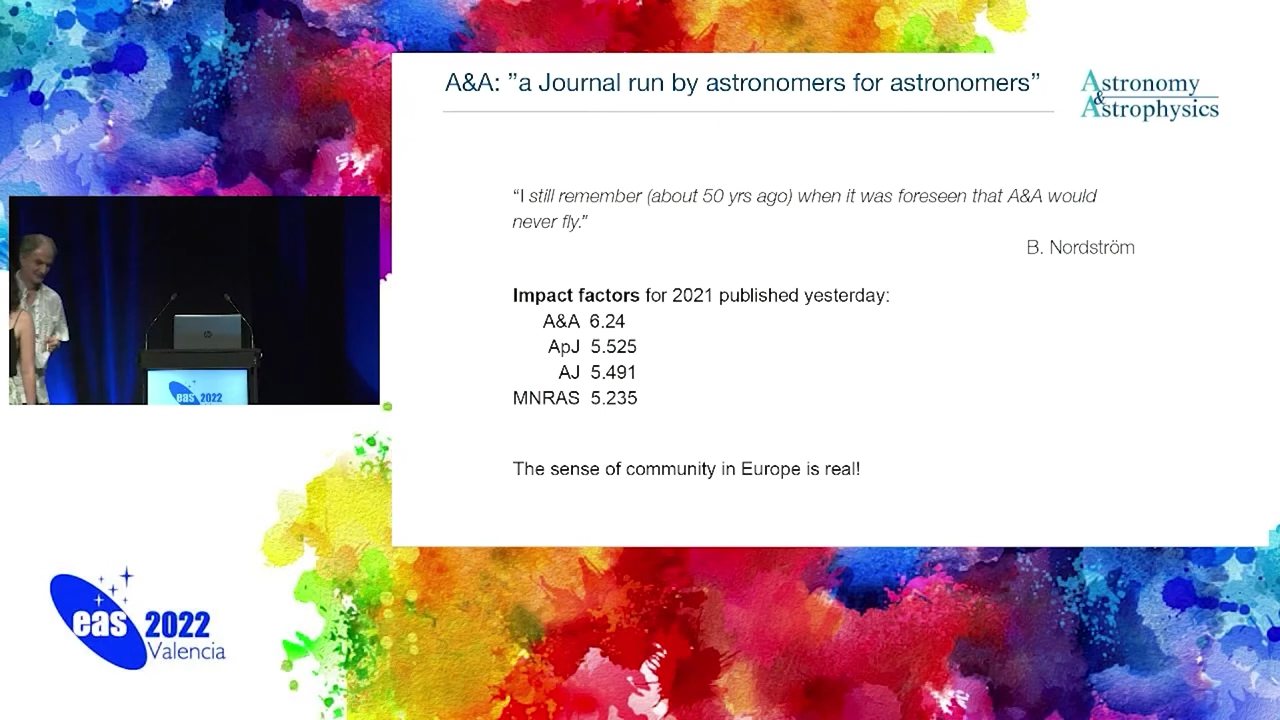 A&A: ”a Journal run by astronomers for astronomers”
Astronomy
&
Astrophysics
“I still remember (about 50 yrs ago) when it was foreseen that A&A would
never fly.”
B. Nordström
Impact factors for 2021 published yesterday:
A&A 6.24
ApJ 5.525
AJ 5.491
MNRAS 5.235
The sense of community in Europe is real!
eas 2022
eas 2022
Valencia